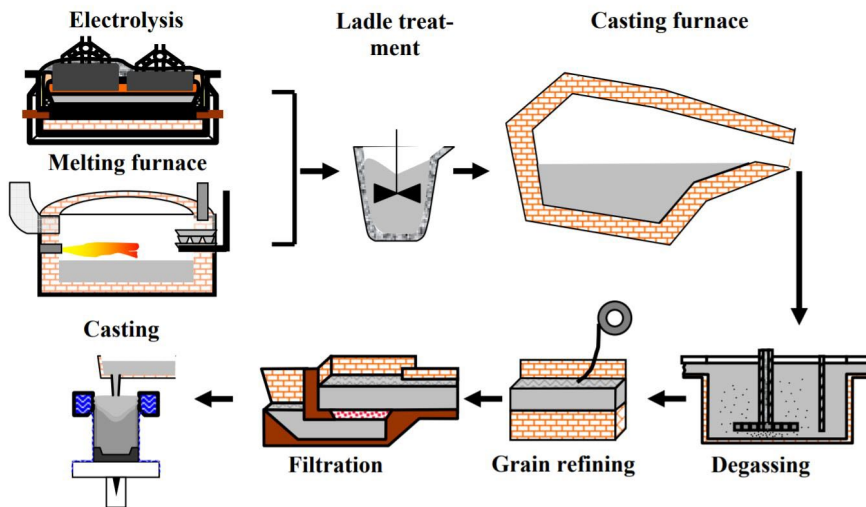 Electrolysis
Ladle treat-
ment
Casting furnace
Melting furnace
Casting
Filtration
Grain refining
Degassing